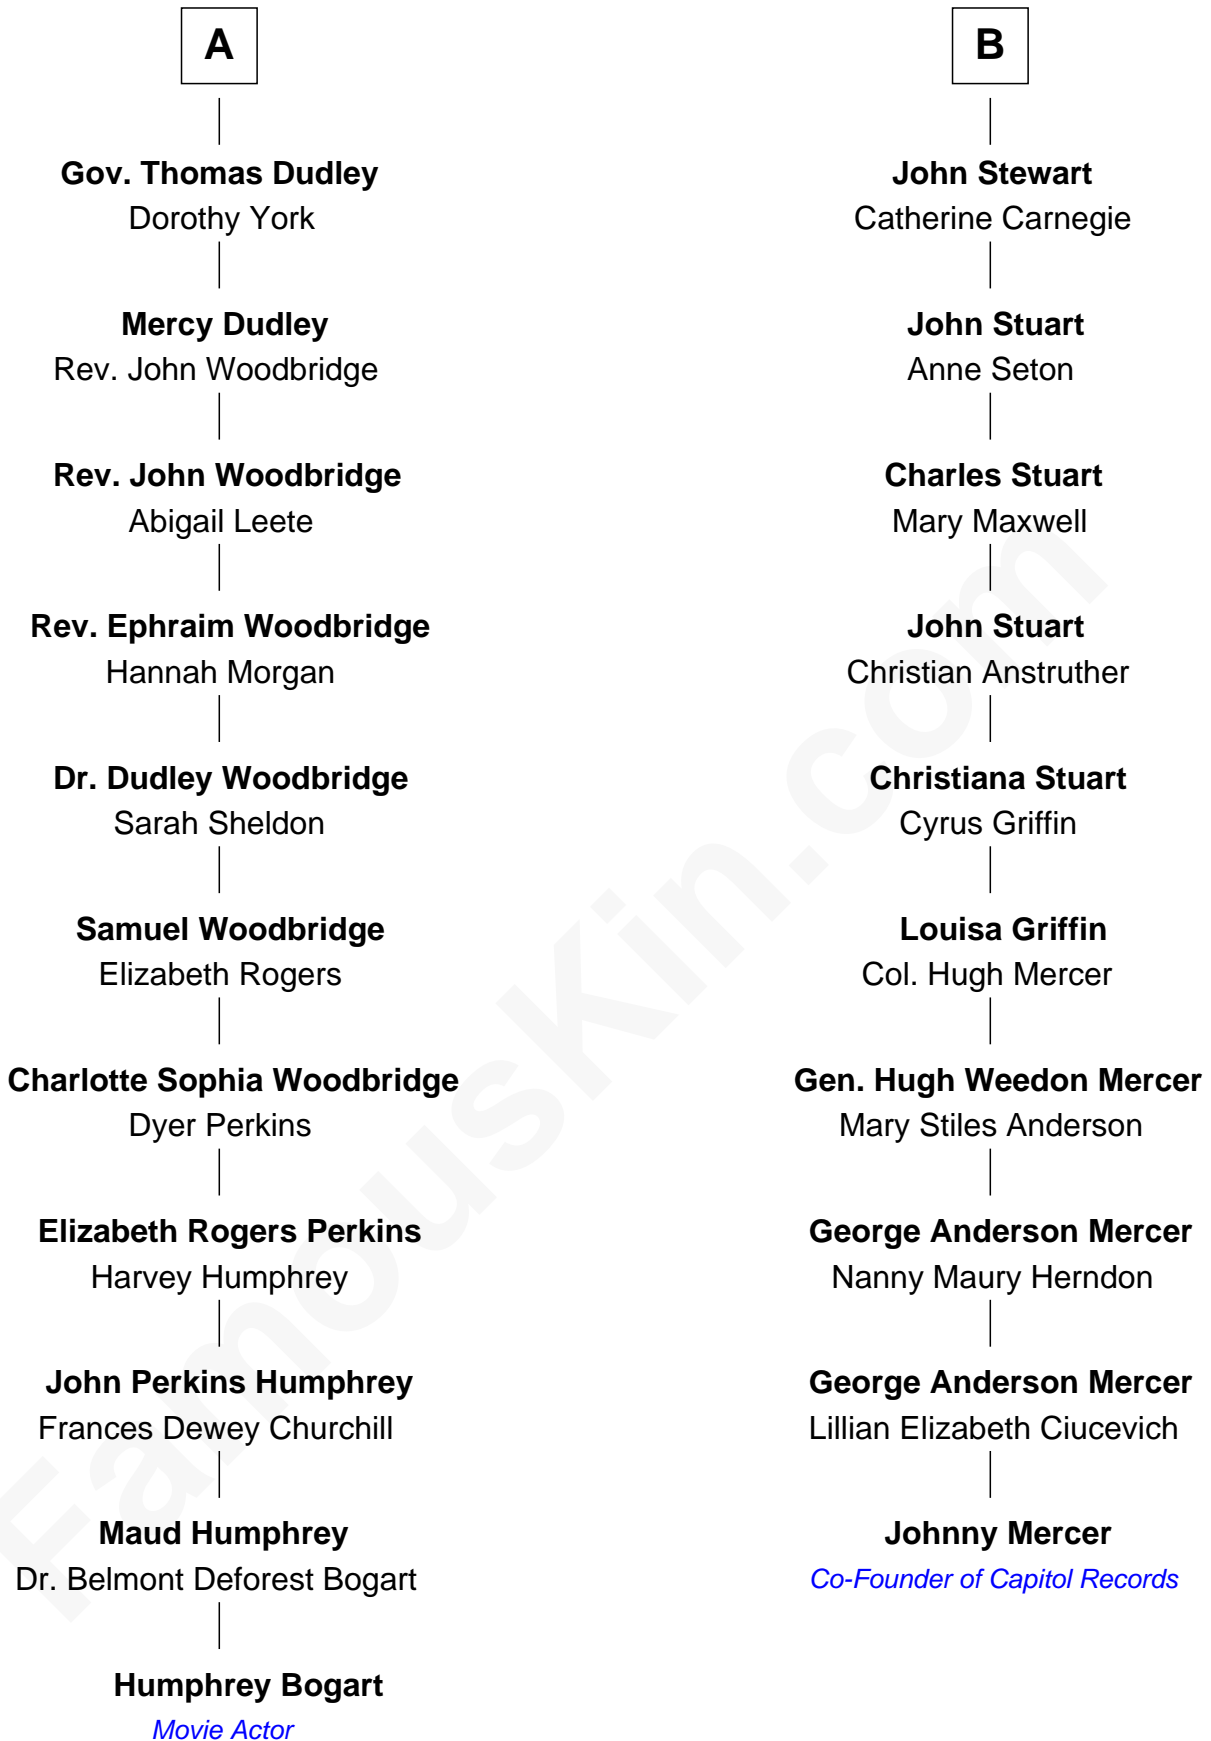 A
Gov. Thomas Dudley
Dorothy York
Mercy Dudley
Rev. John Woodbridge
Rev. John Woodbridge
Abigail Leete
Rev. Ephraim Woodbridge
Hannah Morgan
Dr. Dudley Woodbridge
Sarah Sheldon
Samuel Woodbridge
Elizabeth Rogers
Charlotte Sophia Woodbridge
Dyer Perkins
Elizabeth Rogers Perkins
Harvey Humphrey
John Perkins Humphrey
Frances Dewey Churchill
Maud Humphrey
Dr. Belmont Deforest Bogart
Humphrey Bogart
Movie Actor
B
John Stewart
Catherine Carnegie
John Stuart
Anne Seton
Charles Stuart
Mary Maxwell
John Stuart
Christian Anstruther
Christiana Stuart
Cyrus Griffin
Louisa Griffin
Col. Hugh Mercer
Gen. Hugh Weedon Mercer
Mary Stiles Anderson
George Anderson Mercer
Nanny Maury Herndon
George Anderson Mercer
Lillian Elizabeth Ciucevich
Johnny Mercer
Co-Founder of Capitol Records
FamousKin.com